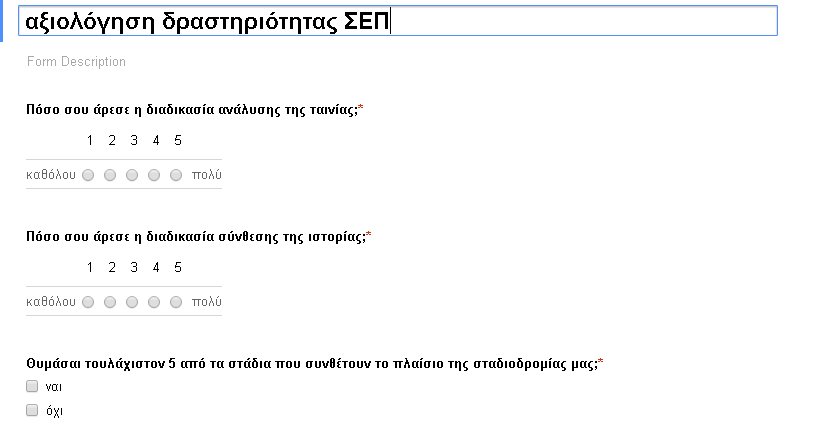 αξιολόγηση δραστηριότητας ΣΕΠ
Form Description
Πόσο σου άρεσε η διαδικασία ανάλυσης της ταινίας;*
1 2 3 4 5
καθόλου πολύ
Πόσο σου άρεσε η διαδικασία σύνθεσης της ιστορίας;*
1 2 3 4 5
καθόλου πολύ
Θυμάσαι τουλάχιστον 5 από τα στάδια που συνθέτουν το πλαίσιο της σταδιοδρομίας μας;*
ναι
όχι